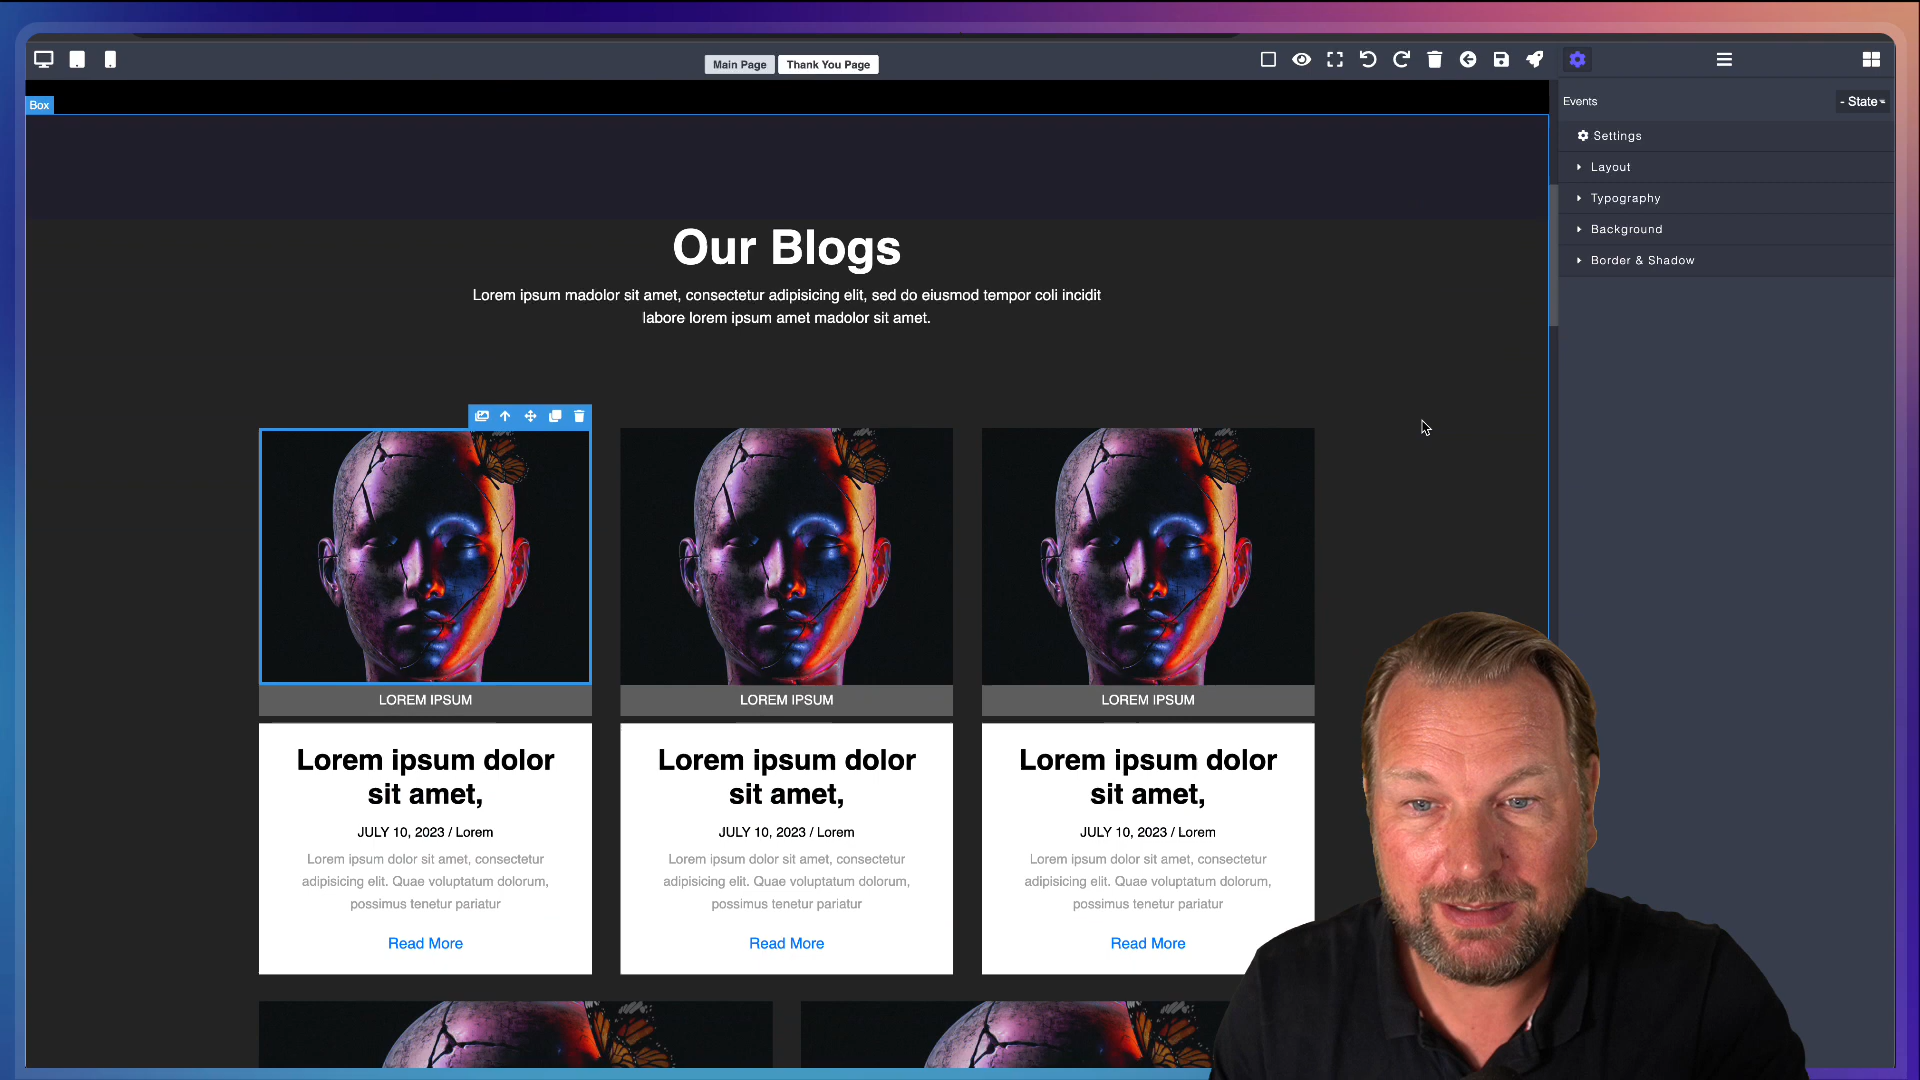 Main Page
Thank You Page
Box
Events
- State -
Settings
Layout
Typography
Background
Border & Shadow
Our Blogs
Lorem ipsum madolor sit amet, consectetur adipisicing elit, sed do eiusmod tempor coli incidit
labore lorem ipsum amet madolor sit amet.
LOREM IPSUM
Lorem ipsum dolor
sit amet,
JULY 10, 2023 / Lorem
Lorem ipsum dolor sit amet, consectetur
adipisicing elit. Quae voluptatum dolorum,
possimus tenetur pariatur
Read More
LOREM IPSUM
Lorem ipsum dolor
sit amet,
JULY 10, 2023 / Lorem
Lorem ipsum dolor sit amet, consectetur
adipisicing elit. Quae voluptatum dolorum,
possimus tenetur pariatur
Read More
LOREM IPSUM
Lorem ipsum dolor
sit amet,
JULY 10, 2023 / Lorem
Lorem ipsum dolor sit amet, consectetur
adipisicing elit. Quae voluptatum dolorum,
possimus tenetur pariatur
Read More